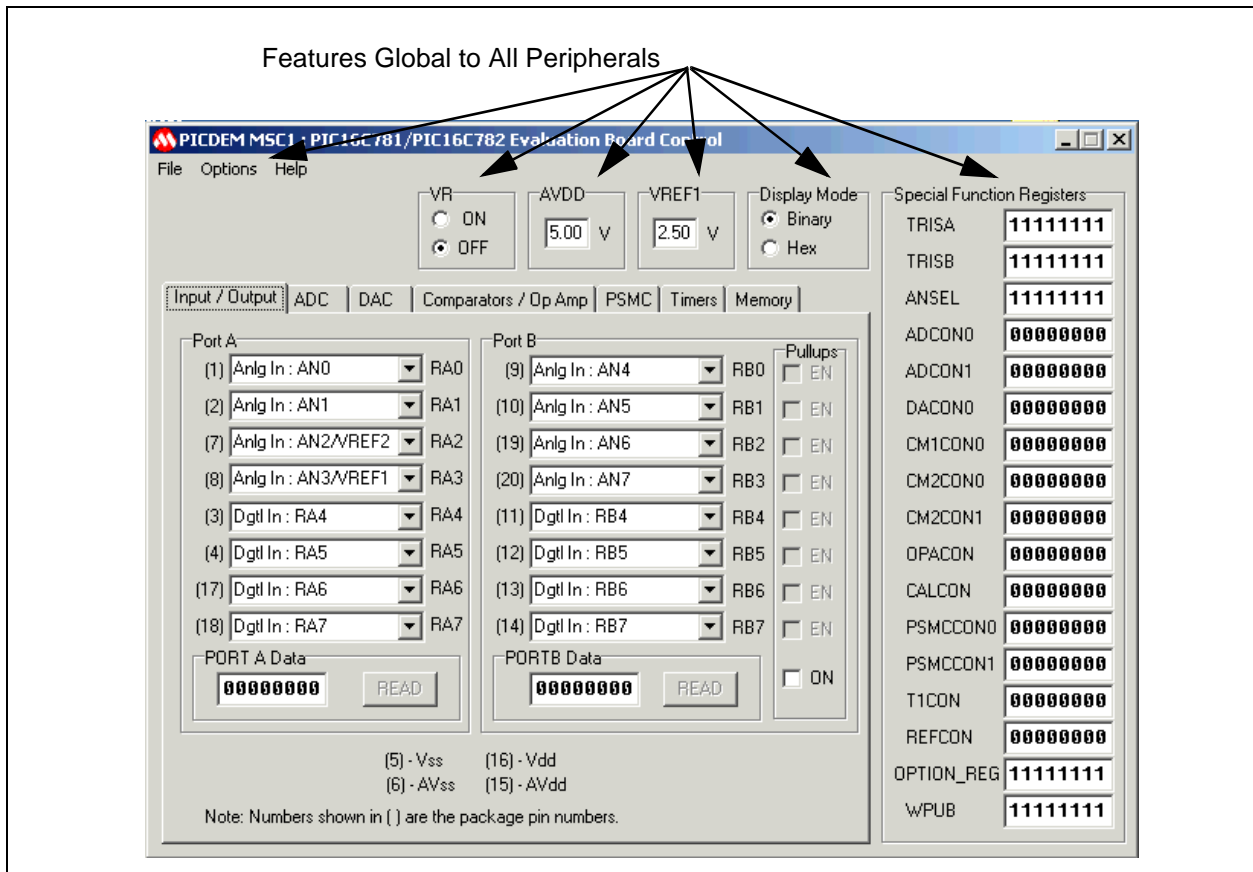 Features Global to All Peripherals
PICDEM MSC1 : PIC16C781/PIC16C782 Evaluation Board Control
File Options Help
VR
ON
OFF
AVDD
5.00 V
VREF1
2.50 V
Display Mode
Binary
Hex
Input / Output ADC DAC Comparators / Op Amp PSMC Timers Memory
Port A
(1) Anlg In : AN0 RA0
(2) Anlg In : AN1 RA1
(7) Anlg In : AN2/VREF2 RA2
(8) Anlg In : AN3/VREF1 RA3
(3) Dgtl In : RA4 RA4
(4) Dgtl In : RA5 RA5
(17) Dgtl In : RA6 RA6
(18) Dgtl In : RA7 RA7
PORT A Data
00000000 READ
Port B
Pullups
(9) Anlg In : AN4 RB0 EN
(10) Anlg In : AN5 RB1 EN
(19) Anlg In : AN6 RB2 EN
(20) Anlg In : AN7 RB3 EN
(11) Dgtl In : RB4 RB4 EN
(12) Dgtl In : RB5 RB5 EN
(13) Dgtl In : RB6 RB6 EN
(14) Dgtl In : RB7 RB7 EN
PORTB Data
00000000 READ
ON
(5) - Vss (16) - Vdd
(6) - AVss (15) - AVdd
Note: Numbers shown in ( ) are the package pin numbers.
Special Function Registers
TRISA 11111111
TRISB 11111111
ANSEL 11111111
ADCON0 00000000
ADCON1 00000000
DACON0 00000000
CM1CON0 00000000
CM2CON0 00000000
CM2CON1 00000000
OPACON 00000000
CALCON 00000000
PSMCCON0 00000000
PSMCCON1 00000000
T1CON 00000000
REFCON 00000000
OPTION_REG 11111111
WPUB 11111111